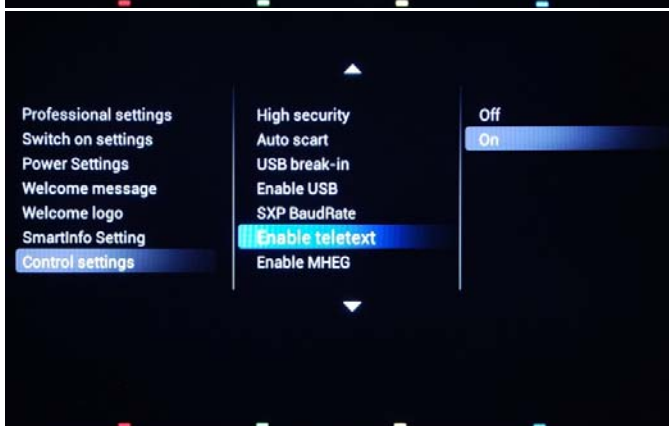 Professional settings
Switch on settings
Power Settings
Welcome message
Welcome logo
SmartInfo Setting
Control settings
High security
Auto scart
USB break-in
Enable USB
SXP BaudRate
Enable teletext
Enable MHEG
Off
On